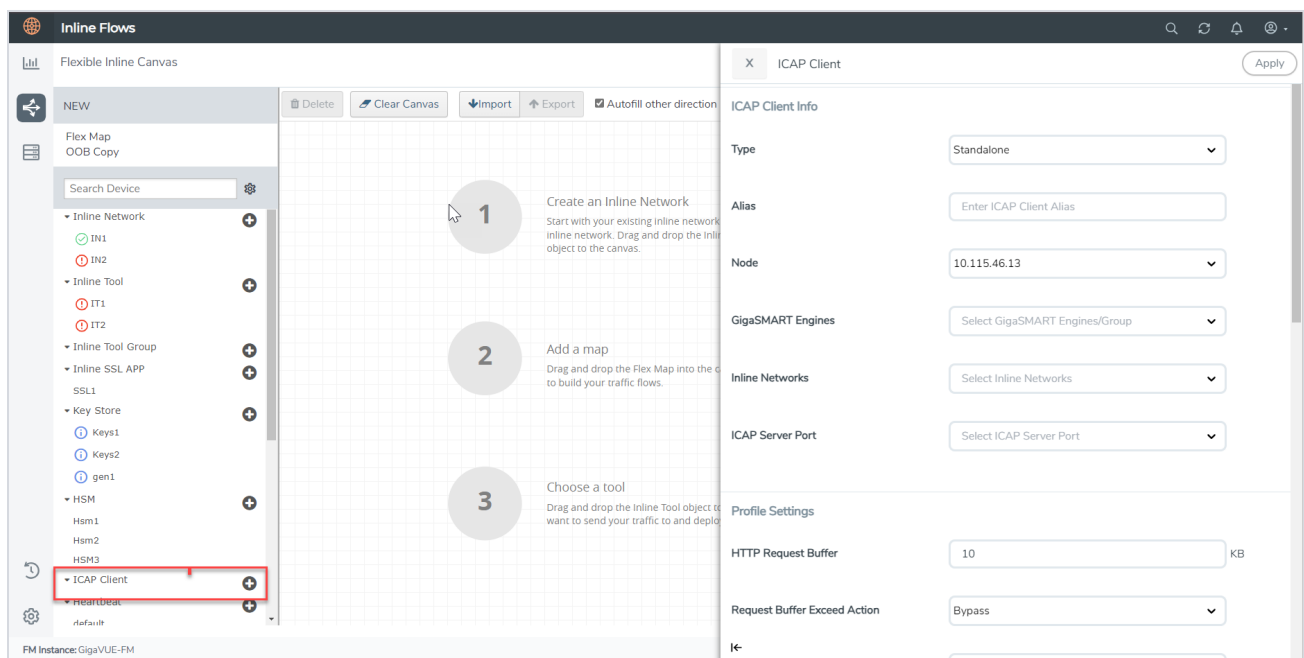 Inline Flows
Flexible Inline Canvas
NEW
Flex Map
OOB Copy
Search Device
Inline Network
IN1
IN2
Inline Tool
IT1
IT2
Inline Tool Group
Inline SSL APP
SSL1
Key Store
Keys1
Keys2
gen1
HSM
Hsm1
Hsm2
HSM3
ICAP Client
Heartbeat
default
FM Instance: GigaVUE-FM
Delete
Clear Canvas
Import
Export
Autofill other direction
1
Create an Inline Network
Start with your existing inline network
inline network. Drag and drop the Inli
object to the canvas.
2
Add a map
Drag and drop the Flex Map into the c
to build your traffic flows.
3
Choose a tool
Drag and drop the Inline Tool object to
want to send your traffic to and deplo
X ICAP Client
Apply
ICAP Client Info
Type
Standalone
Alias
Enter ICAP Client Alias
Node
10.115.46.13
GigaSMART Engines
Select GigaSMART Engines/Group
Inline Networks
Select Inline Networks
ICAP Server Port
Select ICAP Server Port
Profile Settings
HTTP Request Buffer
10 KB
Request Buffer Exceed Action
Bypass